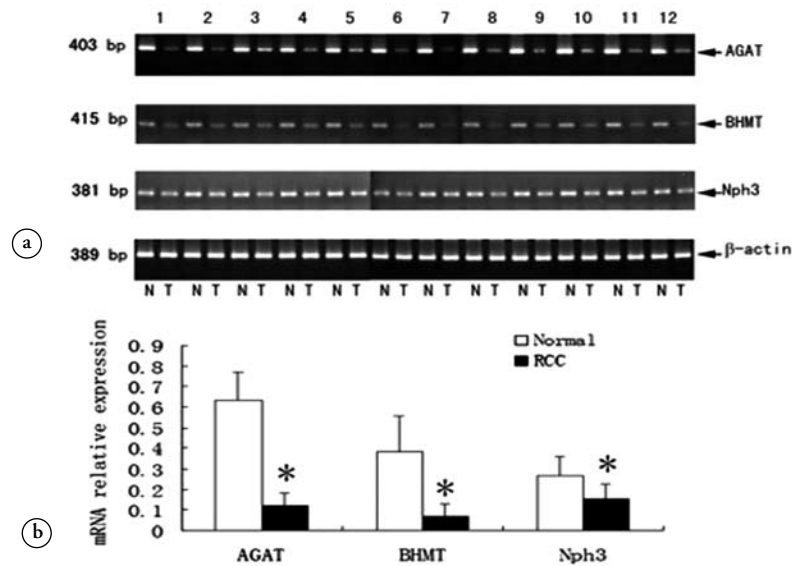 1 2 3 4 5 6 7 8 9 10 11 12
403 bp AGAT
415 bp BHMT
381 bp Nph3
a
389 bp β-actin
N T N T N T N T N T N T N T N T N T N T N T N T
mRNA relative expression
Normal
RCC
0.9
0.8
0.7
0.6
0.5
0.4
0.3
0.2
0.1
0
* * *
b
AGAT BHMT Nph3